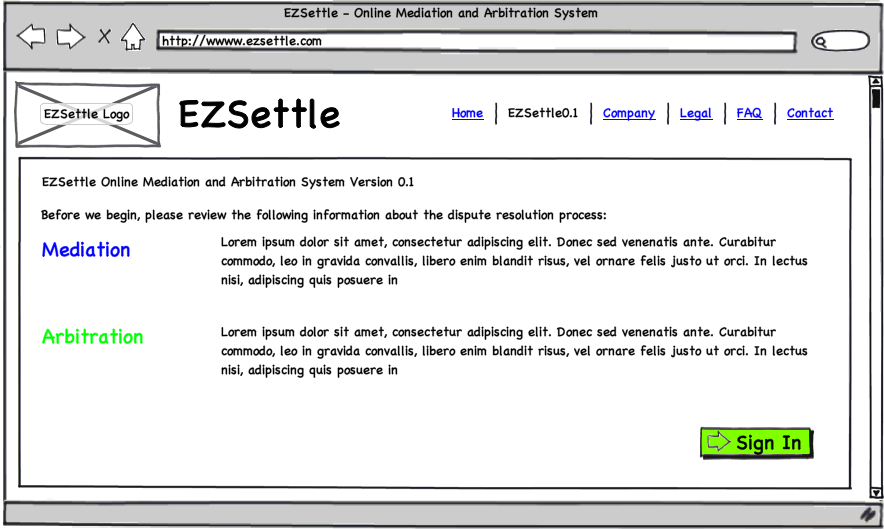 EZSettle – Online Mediation and Arbitration System
http://wwww.ezsettle.com
EZSettle Logo
EZSettle
Home | EZSettle0.1 | Company | Legal | FAQ | Contact
EZSettle Online Mediation and Arbitration System Version 0.1
Before we begin, please review the following information about the dispute resolution process:
Mediation
Lorem ipsum dolor sit amet, consectetur adipiscing elit. Donec sed venenatis ante. Curabitur
commodo, leo in gravida convallis, libero enim blandit risus, vel ornare felis justo ut orci. In lectus
nisi, adipiscing quis posuere in
Arbitration
Lorem ipsum dolor sit amet, consectetur adipiscing elit. Donec sed venenatis ante. Curabitur
commodo, leo in gravida convallis, libero enim blandit risus, vel ornare felis justo ut orci. In lectus
nisi, adipiscing quis posuere in
Sign In